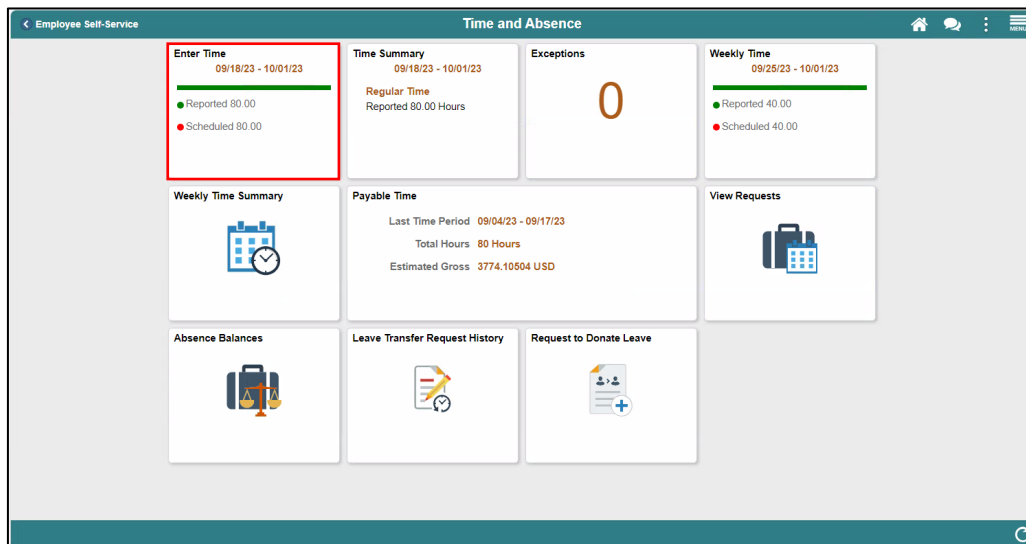 Employee Self-Service
Time and Absence
MENU
Enter Time
09/18/23 - 10/01/23
Reported 80.00
Scheduled 80.00
Time Summary
09/18/23 - 10/01/23
Regular Time
Reported 80.00 Hours
Exceptions
0
Weekly Time
09/25/23 - 10/01/23
Reported 40.00
Scheduled 40.00
Weekly Time Summary
Payable Time
Last Time Period 09/04/23 - 09/17/23
Total Hours 80 Hours
Estimated Gross 3774.10504 USD
View Requests
Absence Balances
Leave Transfer Request History
Request to Donate Leave